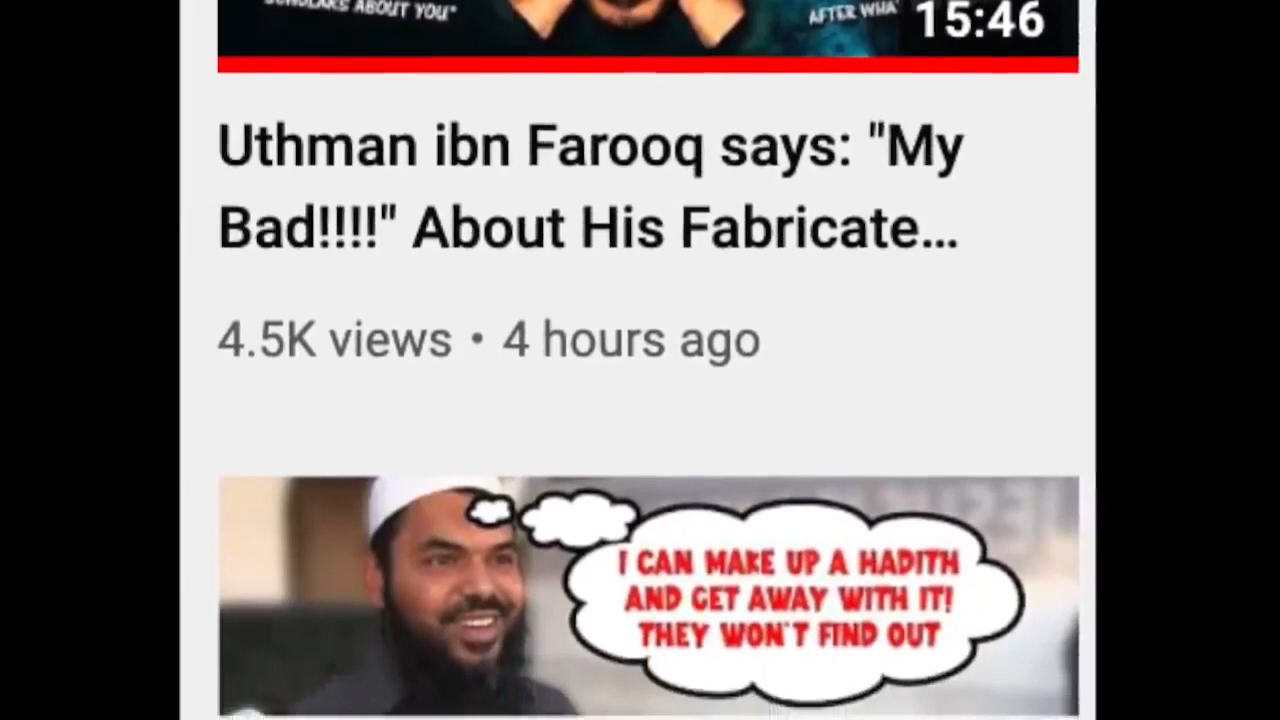 SCHOLARS ABOUT YOU"
AFTER WHA
15:46
Uthman ibn Farooq says: "My
Bad!!!!" About His Fabricate...
4.5K views • 4 hours ago
I CAN MAKE UP A HADITH
AND GET AWAY WITH IT!
THEY WON'T FIND OUT